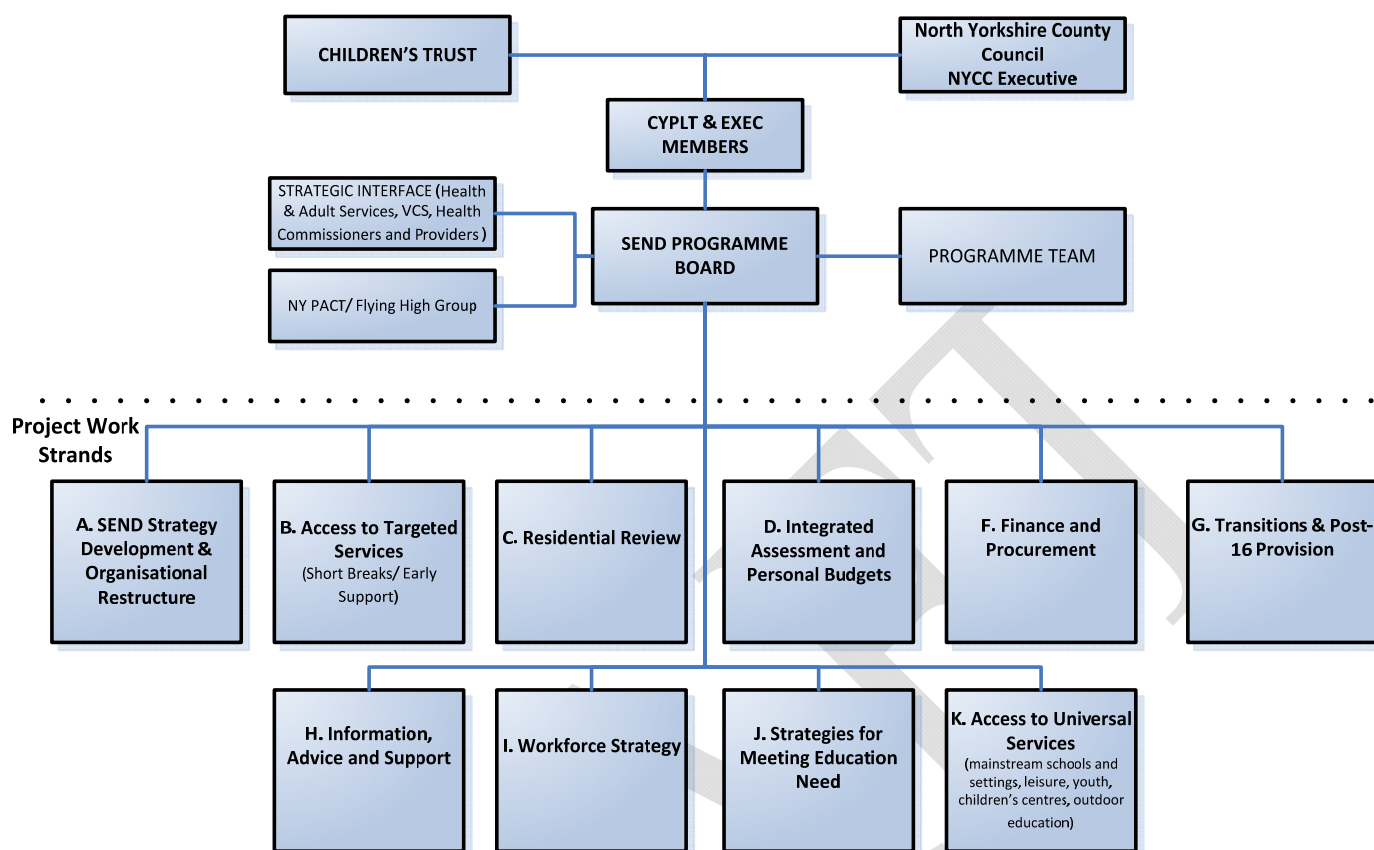 CHILDREN'S TRUST
North Yorkshire County
Council
NYCC Executive
CYPLT & EXEC
MEMBERS
STRATEGIC INTERFACE (Health
& Adult Services, VCS, Health
Commissioners and Providers )
SEND PROGRAMME
BOARD
PROGRAMME TEAM
NY PACT/ Flying High Group
Project Work
Strands
A. SEND Strategy
Development &
Organisational
Restructure
B. Access to Targeted
Services
(Short Breaks/ Early
Support)
C. Residential Review
D. Integrated
Assessment and
Personal Budgets
F. Finance and
Procurement
G. Transitions & Post-
16 Provision
H. Information,
Advice and Support
I. Workforce Strategy
J. Strategies for
Meeting Education
Need
K. Access to Universal
Services
(mainstream schools and
settings, leisure, youth,
children's centres, outdoor
education)